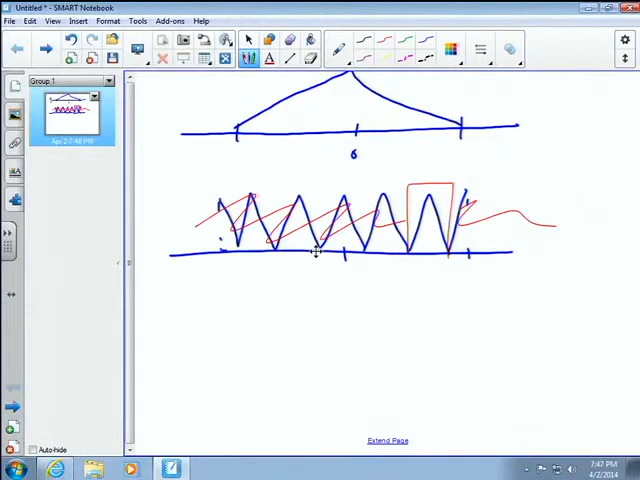 Untitled * - SMART Notebook
File Edit View Insert Format Tools Add-ons Help
Group 1
Apr 2-7:46 PM
0
Extend Page
Auto-hide
7:47 PM
4/2/2014